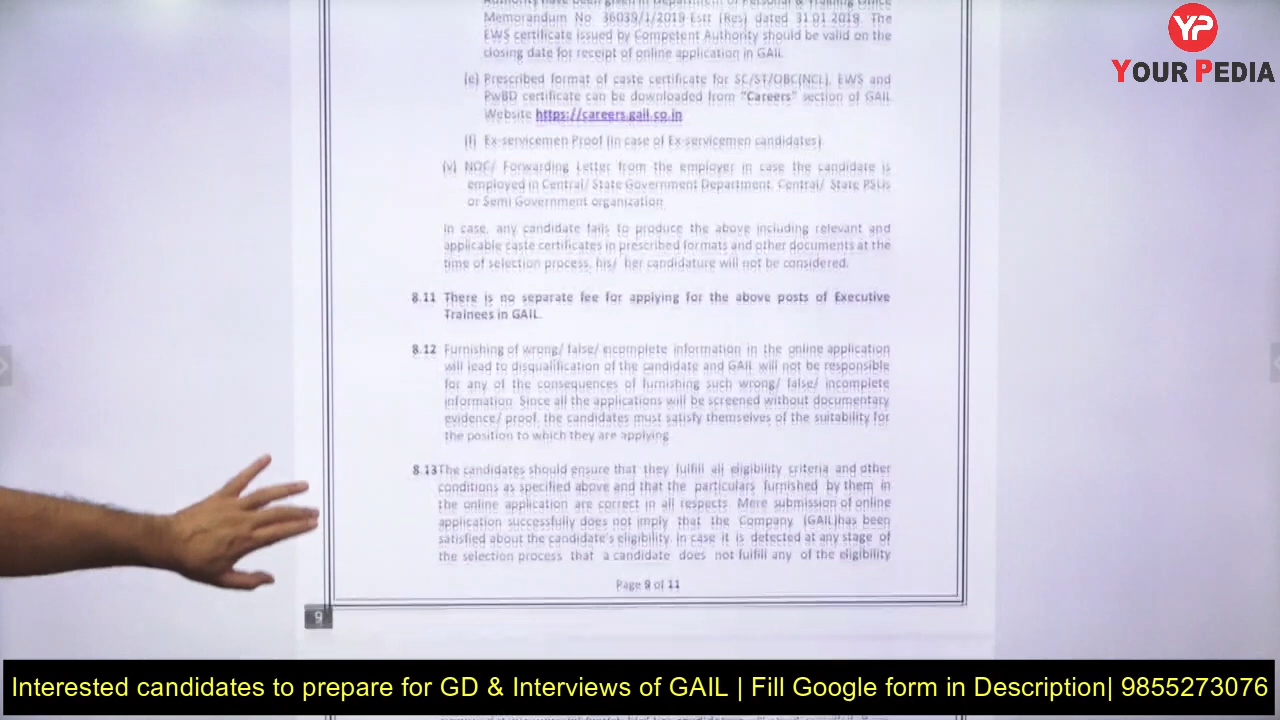 Authority have been given in Department of Personal & Training Office
Memorandum No 36039/1/2019 Estt (Res) dated 31.01.2019. The
EWS certificate issued by Competent Authority should be valid on the
closing date for receipt of online application in GAIL
(e) Prescribed format of caste certificate for SC/ST/OBC(NCL), EWS and
PwBD certificate can be downloaded from "Careers" section of GAIL
Website https://careers.gail.co.in
(f) Ex-servicemen Proof (in case of Ex-servicemen candidates)
(v) NOC/ Forwarding Letter from the employer in case the candidate is
employed in Central/ State Government Department, Central/ State PSUs
or Semi Government organization
In case, any candidate fails to produce the above including relevant and
applicable caste certificates in prescribed formats and other documents at the
time of selection process, his/ her candidature will not be considered.
8.11 There is no separate fee for applying for the above posts of Executive
Trainees in GAIL.
8.12 Furnishing of wrong/ false/ incomplete information in the online application
will lead to disqualification of the candidate and GAIL will not be responsible
for any of the consequences of furnishing such wrong/ false/ incomplete
information. Since all the applications will be screened without documentary
evidence/ proof, the candidates must satisfy themselves of the suitability for
the position to which they are applying
8.13 The candidates should ensure that they fulfill all eligibility criteria and other
conditions as specified above and that the particulars furnished by them in
the online application are correct in all respects. Mere submission of online
application successfully does not imply that the Company (GAIL)has been
satisfied about the candidate's eligibility. In case it is detected at any stage of
the selection process that a candidate does not fulfill any of the eligibility
Page 9 of 11
9
YP
YOUR PEDIA
Interested candidates to prepare for GD & Interviews of GAIL | Fill Google form in Description| 9855273076